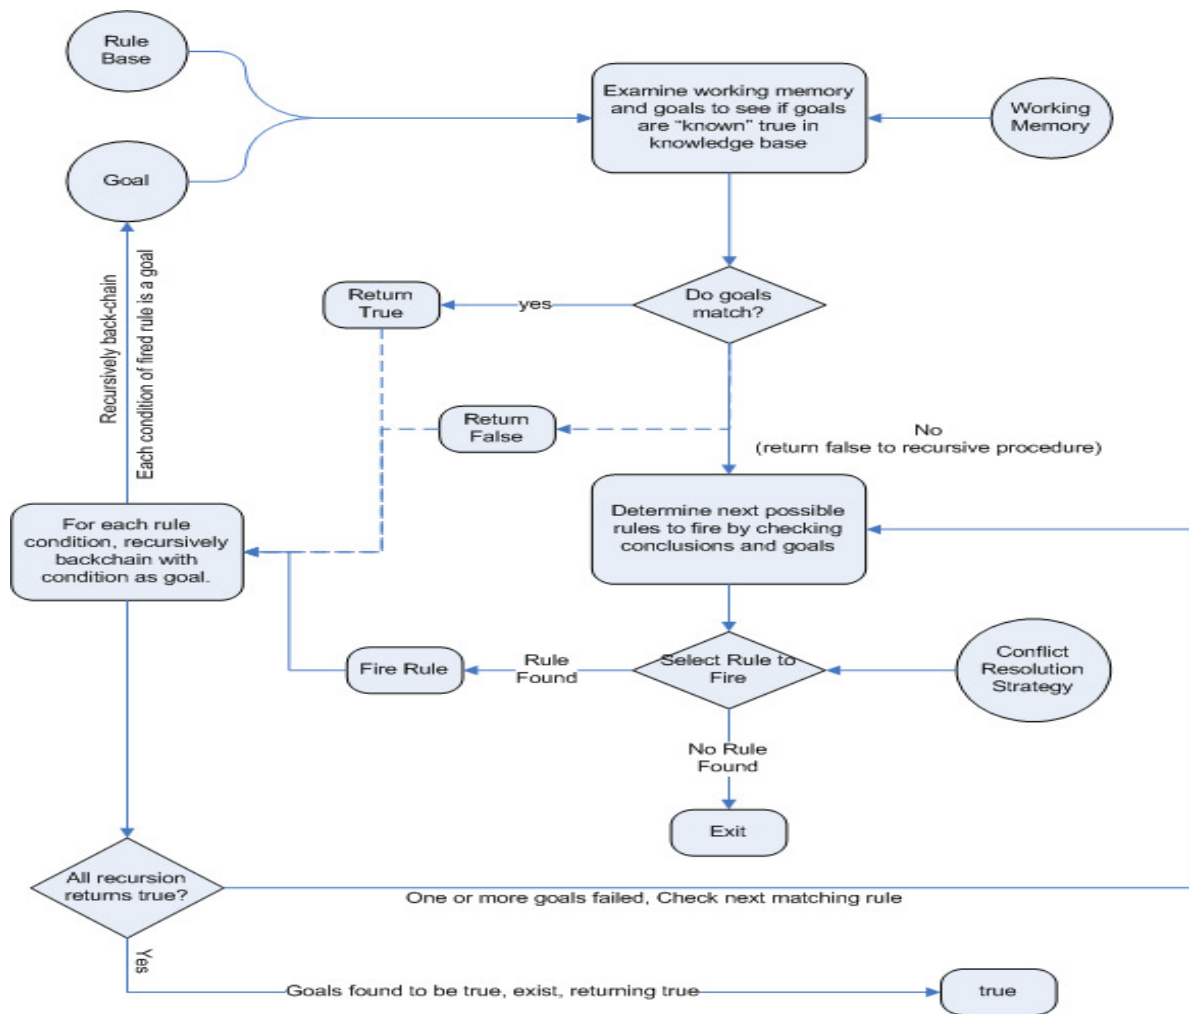 Rule
Base
Examine working memory
and goals to see if goals
are “known” true in
knowledge base
Working
Memory
Goal
Recursively back-chain
Each condition of fired rule is a goal
Return
True
yes
Do goals
match?
Return
False
No
(return false to recursive procedure)
For each rule
condition, recursively
backchain with
condition as goal.
Determine next possible
rules to fire by checking
conclusions and goals
Fire Rule
Rule
Found
Select Rule to
Fire
Conflict
Resolution
Strategy
No Rule
Found
Exit
All recursion
returns true?
One or more goals failed, Check next matching rule
Yes
Goals found to be true, exist, returning true
true